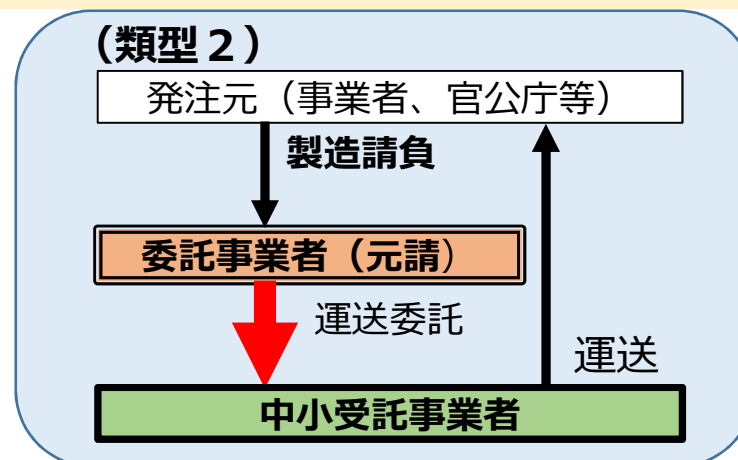 （類型２）
発注元（事業者、官公庁等）
製造請負
委託事業者（元請）
運送委託
運送
中小受託事業者